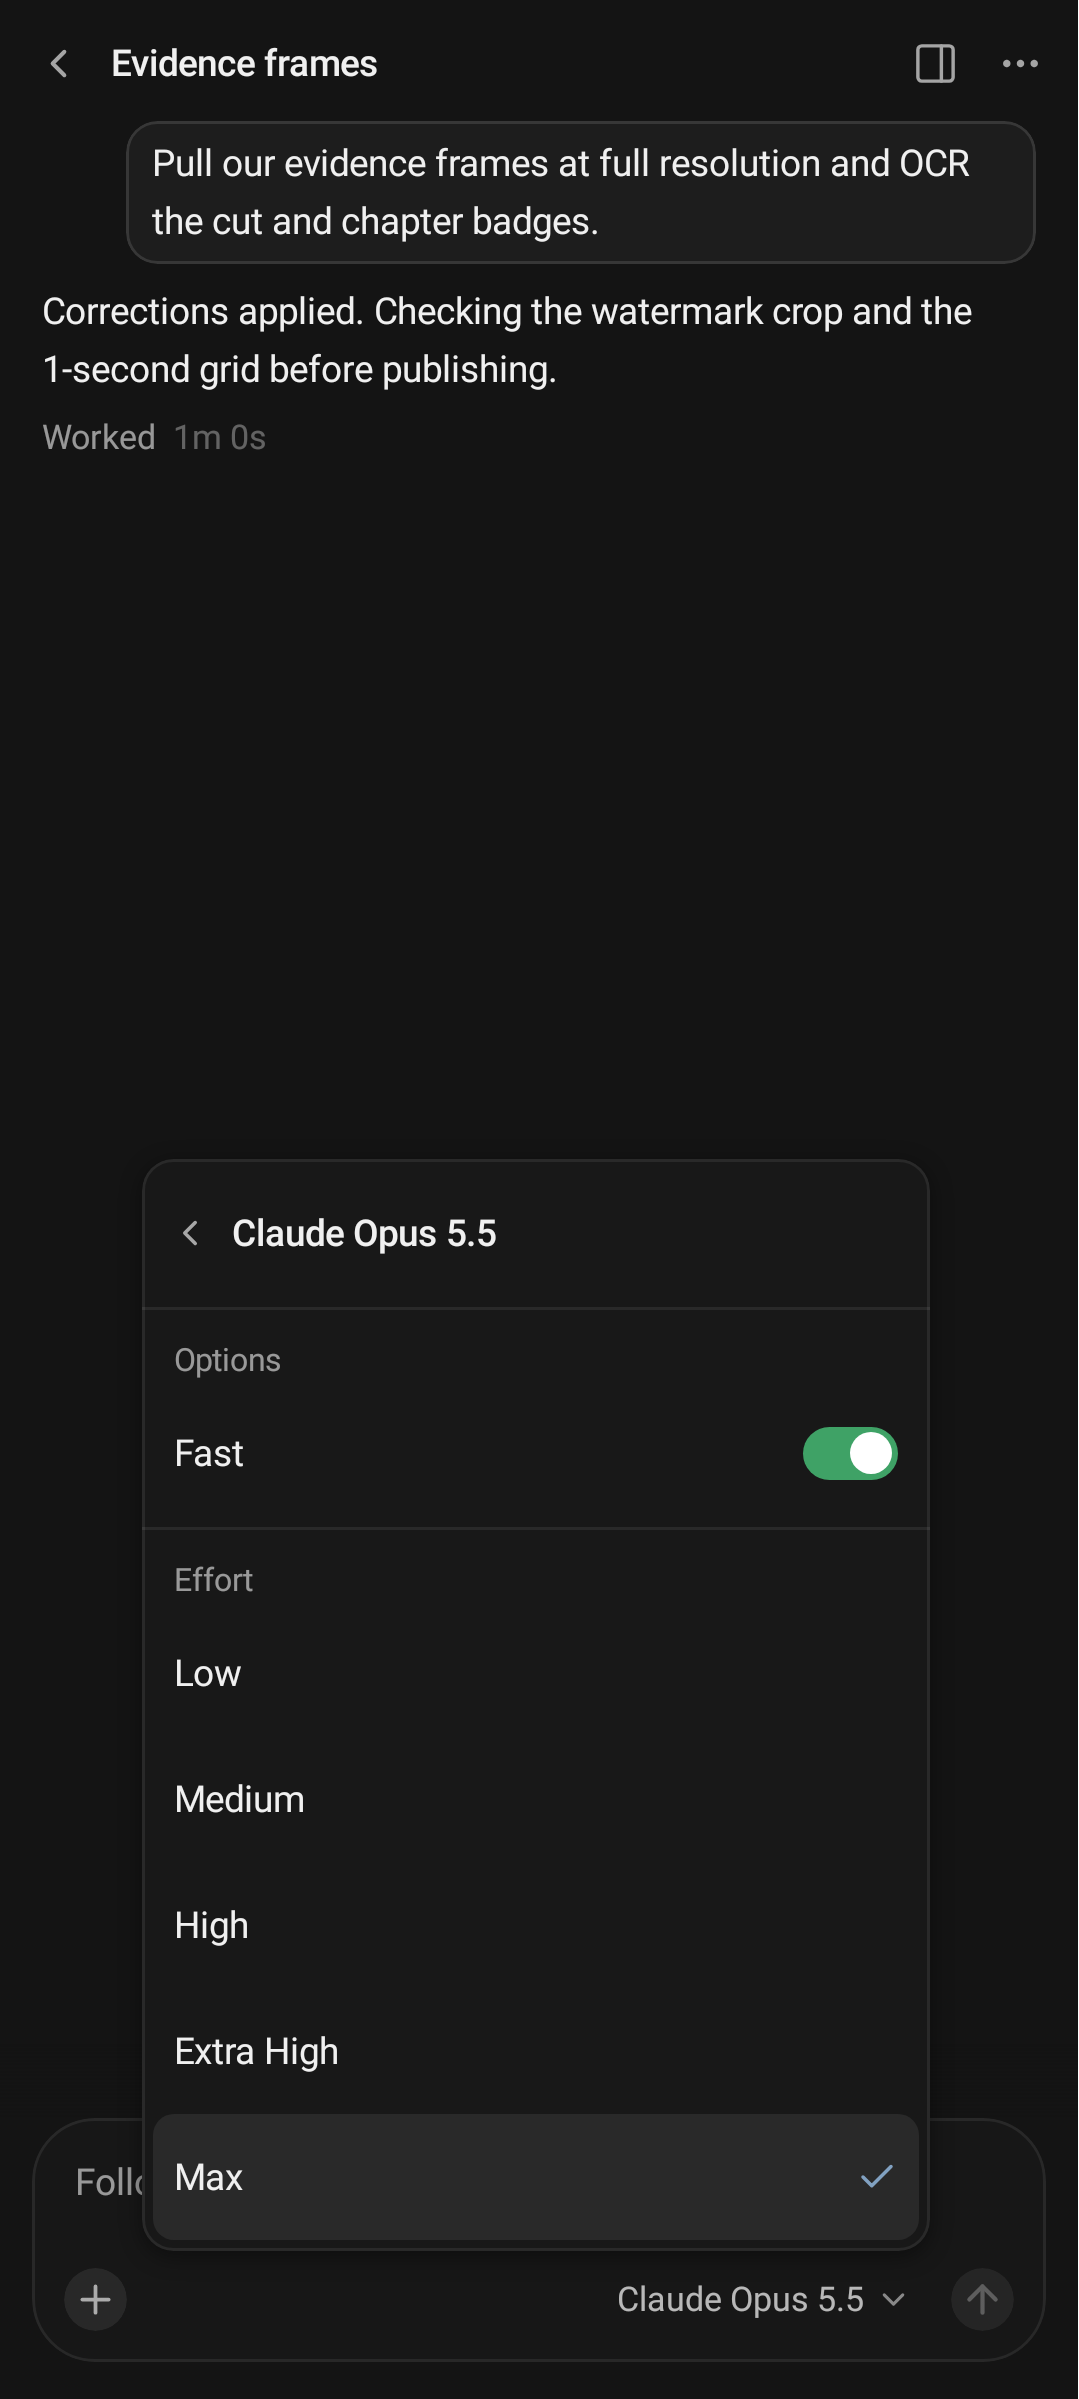 Evidence frames
Pull our evidence frames at full resolution and OCR
the cut and chapter badges.
Corrections applied. Checking the watermark crop and the
1-second grid before publishing.
Worked 1m 0s
Claude Opus 5.5
Options
Fast
Effort
Low
Medium
High
Extra High
Max
Follo
Claude Opus 5.5